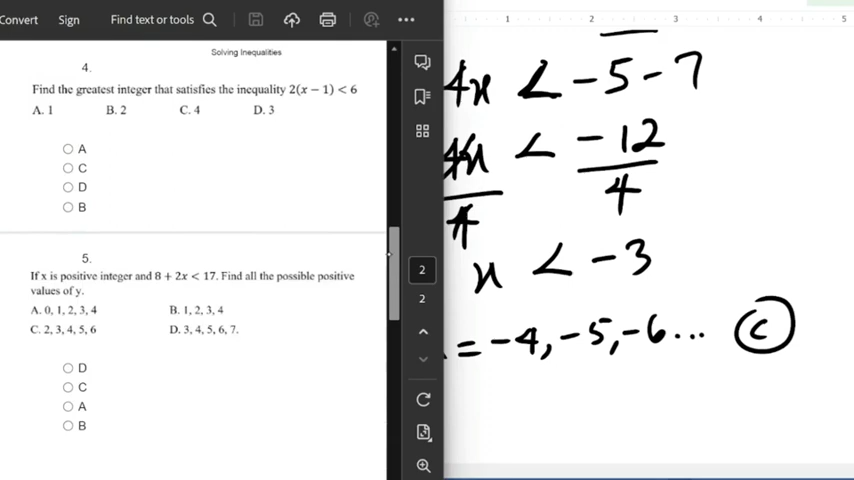 Convert Sign Find text or tools
Solving Inequalities
4.
Find the greatest integer that satisfies the inequality 2(x − 1) < 6
A. 1 B. 2 C. 4 D. 3
A
C
D
B
5.
If x is positive integer and 8 + 2x < 17. Find all the possible positive
values of y.
A. 0, 1, 2, 3, 4 B. 1, 2, 3, 4
C. 2, 3, 4, 5, 6 D. 3, 4, 5, 6, 7.
D
C
A
B
2
2
1 2 3 4 5
4x < -5 - 7
4x < -12
4 4
x < -3
= -4, -5, -6... C